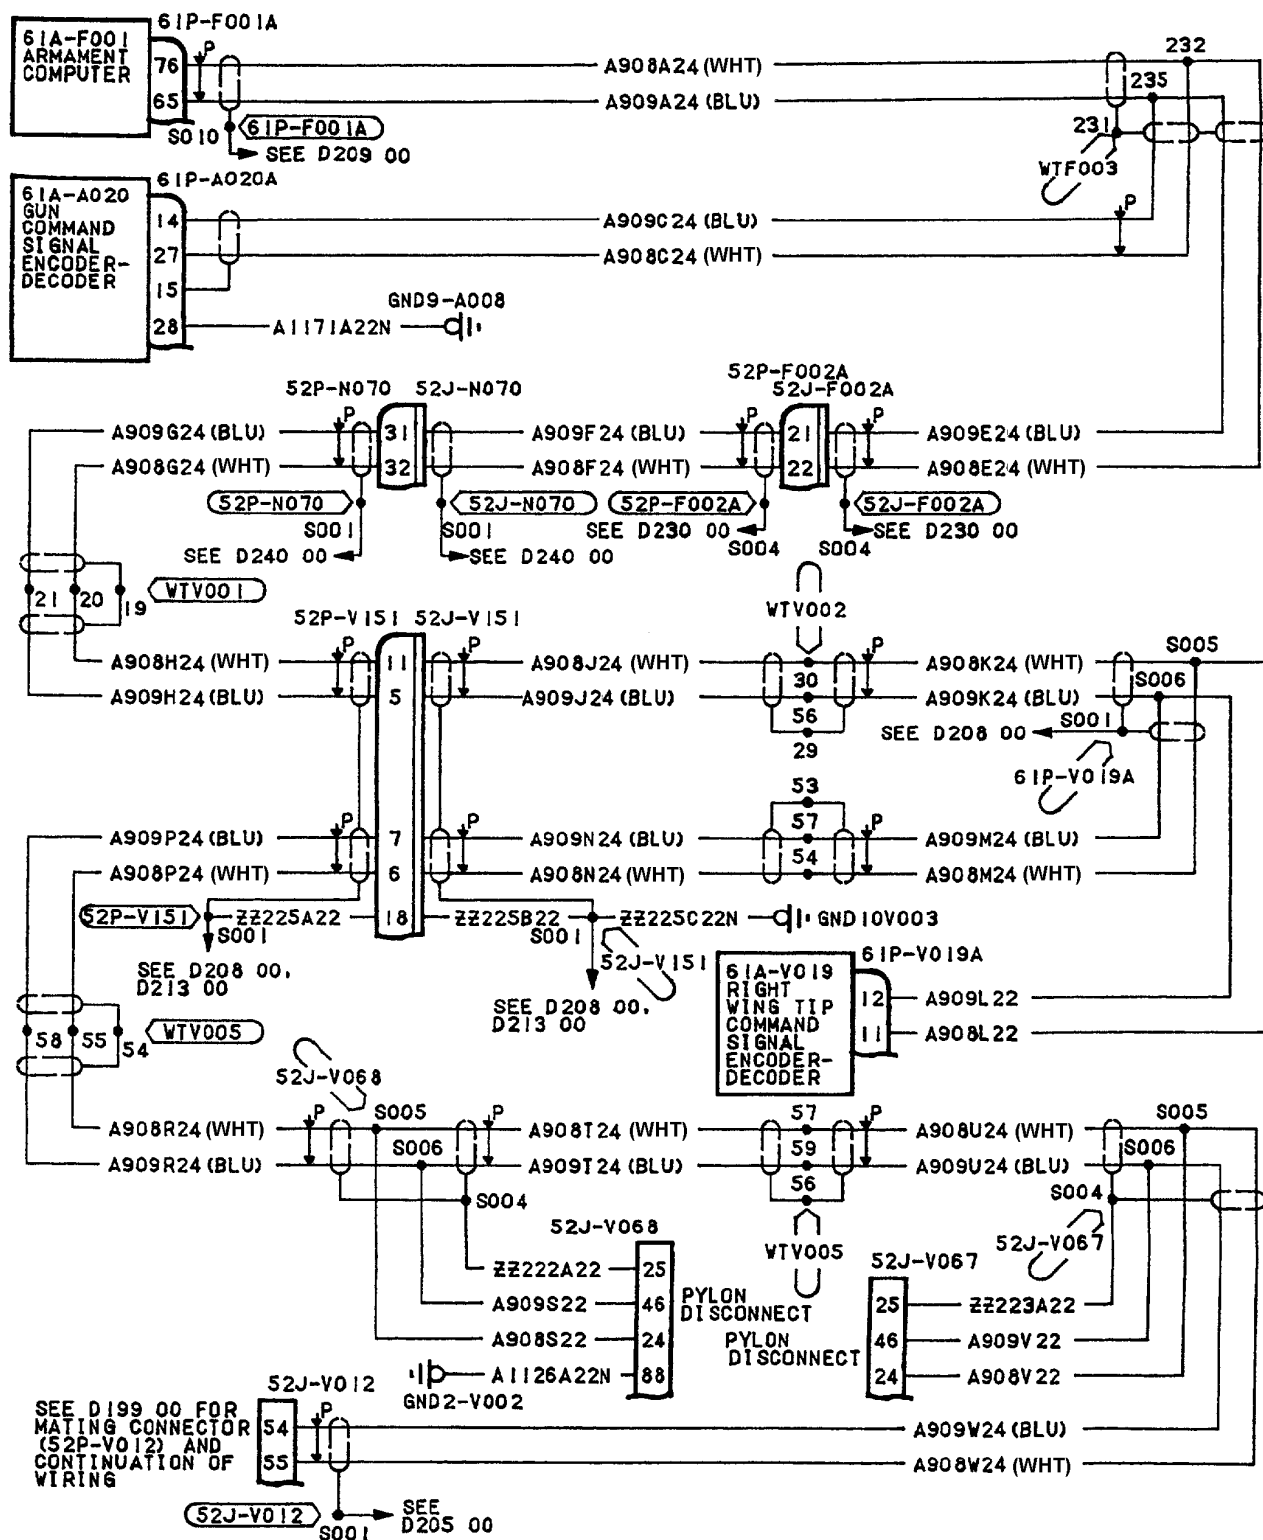 61P-F001A
61A-F001
ARMAMENT
COMPUTER
76
65
P
S010
61P-F001A
SEE D209 00
A908A24 (WHT)
A909A24 (BLU)
232
235
231
WTF003
61P-A020A
61A-A020
GUN
COMMAND
SIGNAL
ENCODER-
DECODER
14
27
15
28
A909C24 (BLU)
A908C24 (WHT)
P
A1171A22N
GND9-A008
52P-N070
52J-N070
52P-F002A
52J-F002A
A909G24 (BLU)
P
31
A909F24 (BLU)
P
21
P
A909E24 (BLU)
A908G24 (WHT)
32
A908F24 (WHT)
22
A908E24 (WHT)
52P-N070
52J-N070
52P-F002A
52J-F002A
S001
S001
SEE D230 00
SEE D230 00
SEE D240 00
SEE D240 00
S004
S004
21
20
19
WTV001
WTV002
52P-V151
52J-V151
A908H24 (WHT)
P
11
P
A908J24 (WHT)
30
P
A908K24 (WHT)
S005
A909H24 (BLU)
5
A909J24 (BLU)
56
A909K24 (BLU)
S006
29
SEE D208 00
S001
61P-V019A
53
A909P24 (BLU)
P
7
P
A909N24 (BLU)
57
P
A909M24 (BLU)
A908P24 (WHT)
6
A908N24 (WHT)
54
A908M24 (WHT)
52P-V151
ZZ225A22
18
ZZ225B22
ZZ225C22N
GND10V003
S001
S001
52J-V151
SEE D208 00,
D213 00
SEE D208 00,
D213 00
61P-V019A
61A-V019
RIGHT
WING TIP
COMMAND
SIGNAL
ENCODER-
DECODER
12
A909L22
11
A908L22
58
55
54
WTV005
52J-V068
A908R24 (WHT)
P
S005
P
A908T24 (WHT)
57
P
A908U24 (WHT)
S005
A909R24 (BLU)
S006
A909T24 (BLU)
59
A909U24 (BLU)
S006
S004
56
S004
WTV005
52J-V067
52J-V068
ZZ222A22
25
A909S22
46
A908S22
24
A1126A22N
88
PYLON
DISCONNECT
GND2-V002
52J-V067
PYLON
DISCONNECT
25
ZZ223A22
46
A909V22
24
A908V22
52J-V012
SEE D199 00 FOR
MATING CONNECTOR
(52P-V012) AND
CONTINUATION OF
WIRING
54
P
A909W24 (BLU)
55
A908W24 (WHT)
52J-V012
S001
SEE
D205 00